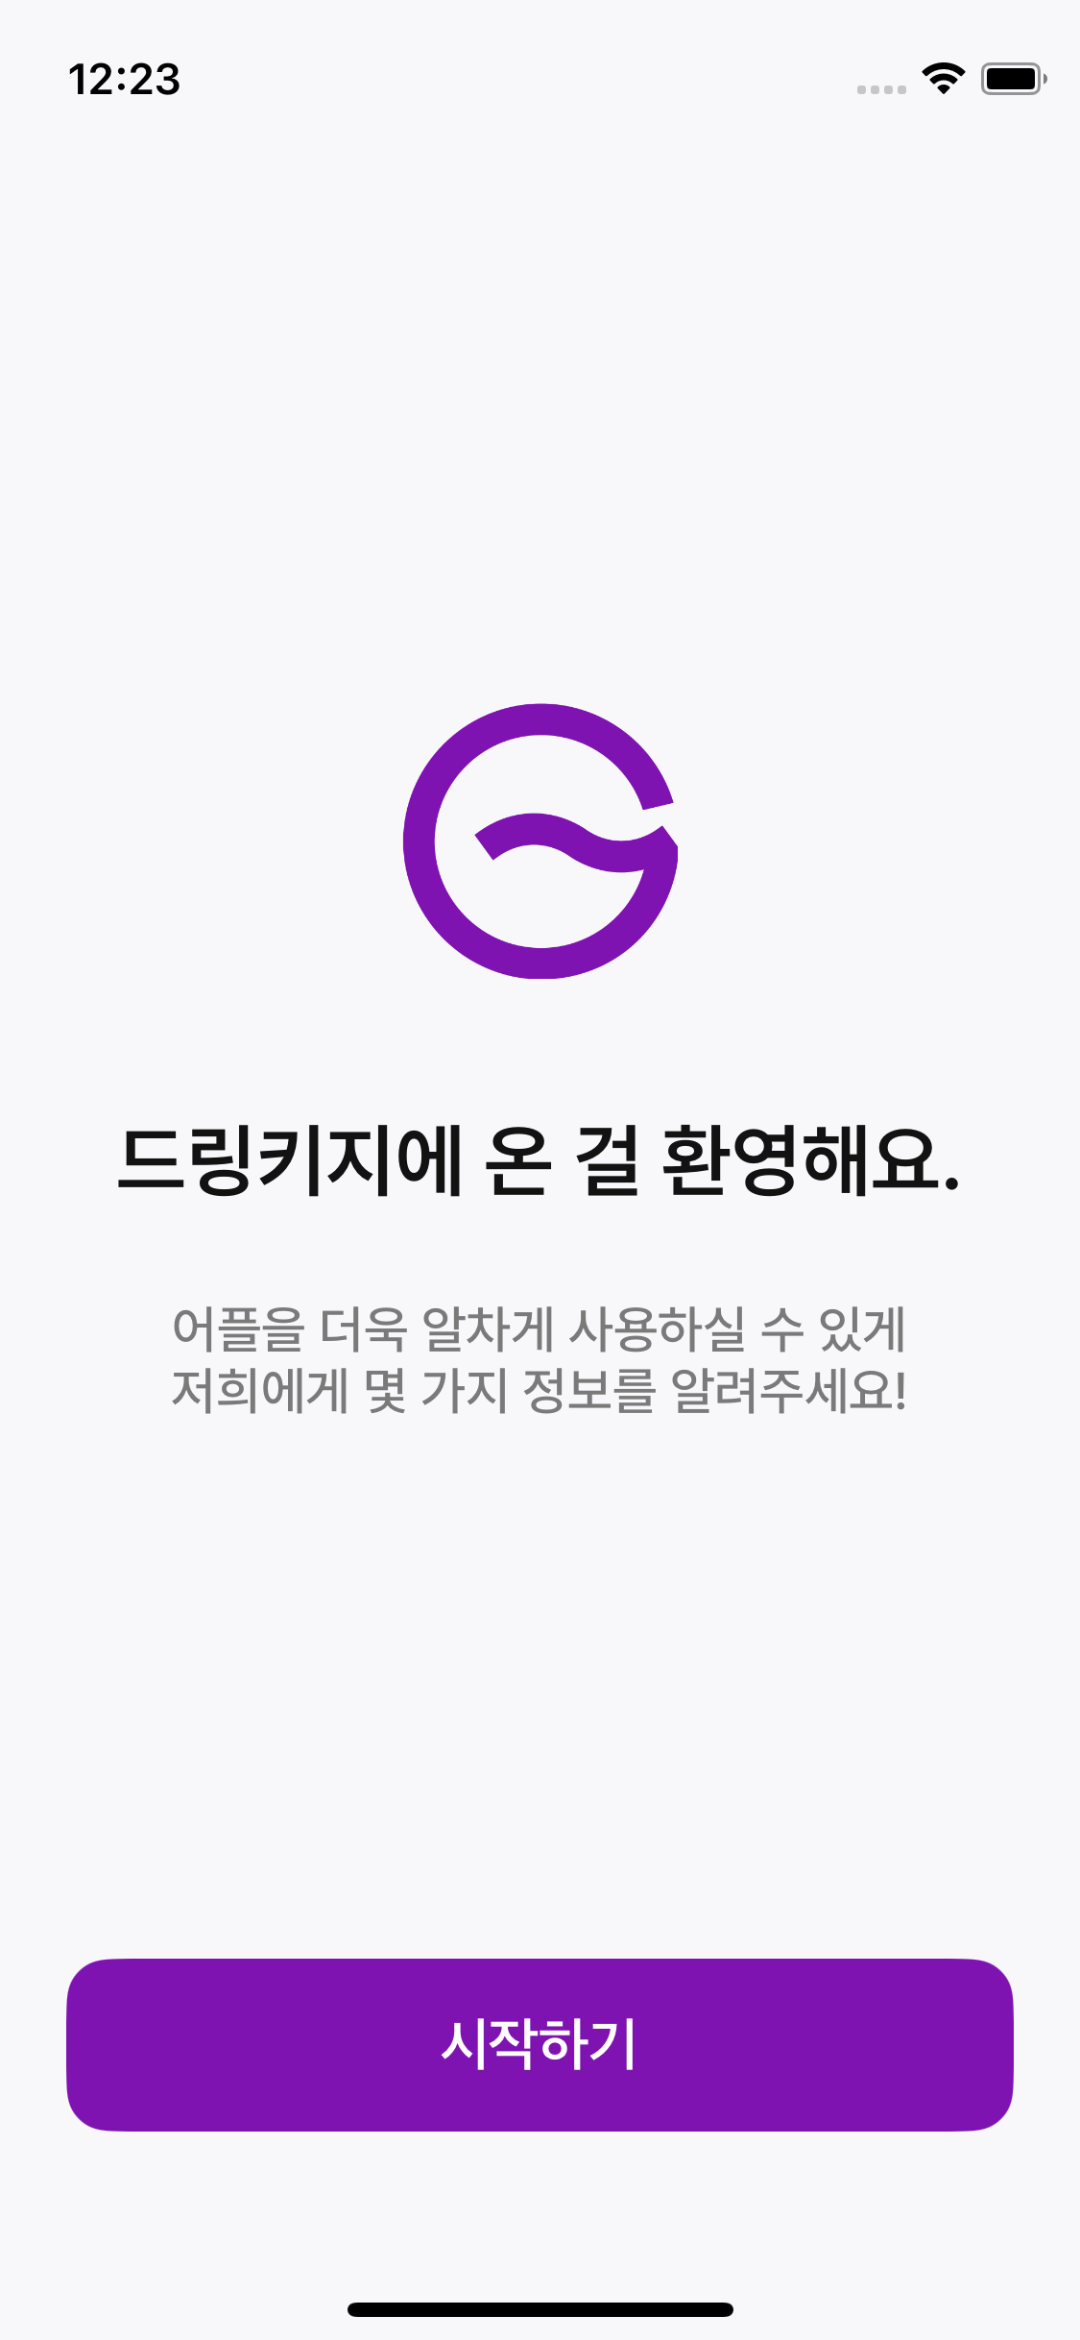 12:23
드링키지에 온 걸 환영해요.
어플을 더욱 알차게 사용하실 수 있게
저희에게 몇 가지 정보를 알려주세요!
시작하기